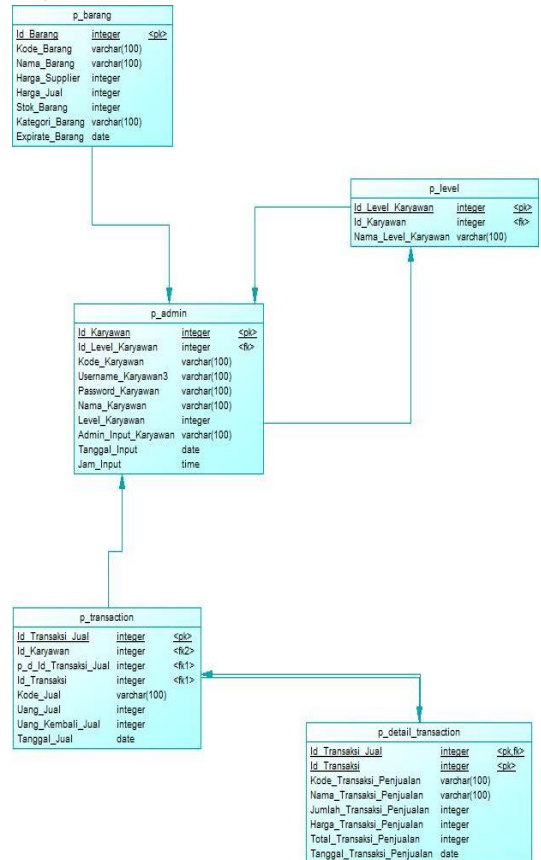 p_barang
Id_Barang integer <pk>
Kode_Barang varchar(100)
Nama_Barang varchar(100)
Harga_Supplier integer
Harga_Jual integer
Stok_Barang integer
Kategori_Barang varchar(100)
Expirate_Barang date
p_level
Id_Level_Karyawan integer <pk>
Id_Karyawan integer <fk>
Nama_Level_Karyawan varchar(100)
p_admin
Id_Karyawan integer <pk>
Id_Level_Karyawan integer <fk>
Kode_Karyawan varchar(100)
Username_Karyawan3 varchar(100)
Password_Karyawan varchar(100)
Nama_Karyawan varchar(100)
Level_Karyawan integer
Admin_Input_Karyawan varchar(100)
Tanggal_Input date
Jam_Input time
p_transaction
Id_Transaksi_Jual integer <pk>
Id_Karyawan integer <fk2>
p_d_Id_Transaksi_Jual integer <fk1>
Id_Transaksi integer <fk1>
Kode_Jual varchar(100)
Uang_Jual integer
Uang_Kembali_Jual integer
Tanggal_Jual date
p_detail_transaction
Id_Transaksi_Jual integer <pk,fk>
Id_Transaksi integer <pk>
Kode_Transaksi_Penjualan varchar(100)
Nama_Transaksi_Penjualan varchar(100)
Jumlah_Transaksi_Penjualan integer
Harga_Transaksi_Penjualan integer
Total_Transaksi_Penjualan integer
Tanggal_Transaksi_Penjualan date